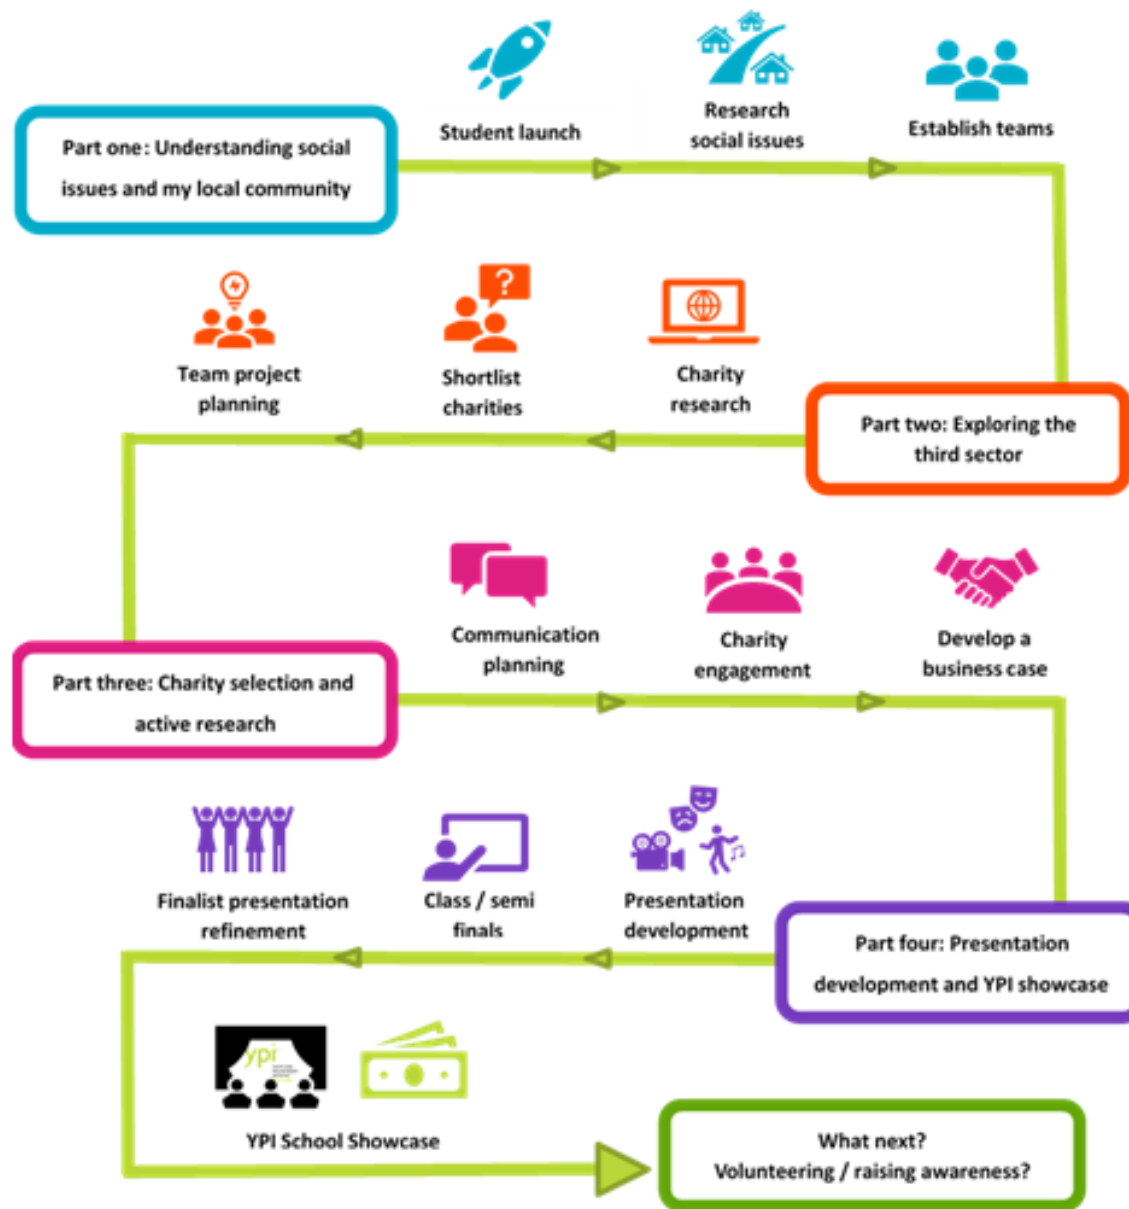 Student launch
Research
social issues
Establish teams
Part one: Understanding social
issues and my local community
Team project
planning
Shortlist
charities
?
Charity
research
Part two: Exploring the
third sector
Communication
planning
Charity
engagement
Develop a
business case
Part three: Charity selection and
active research
Finalist presentation
refinement
Class / semi
finals
Presentation
development
Part four: Presentation
development and YPI showcase
ypi
YPI School Showcase
What next?
Volunteering / raising awareness?